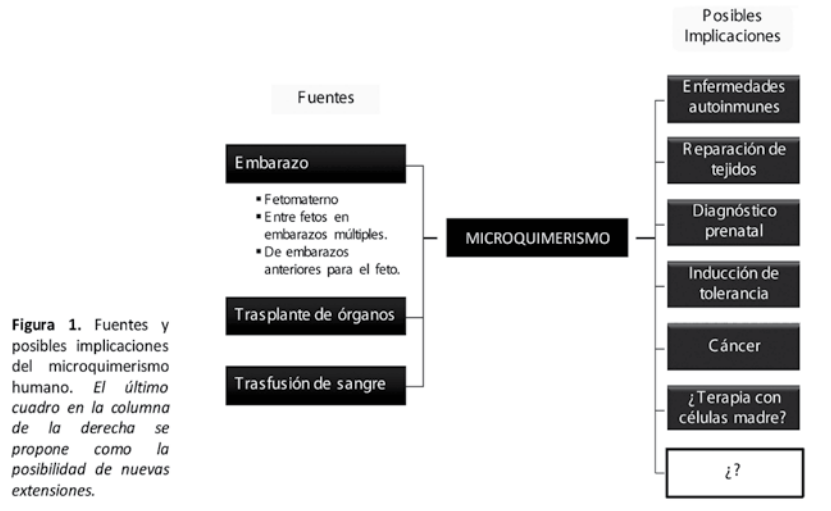 Fuentes
Embarazo
▪ Fetomaterno
▪ Entre fetos en
embarazos múltiples.
▪ De embarazos
anteriores para el feto.
Trasplante de órganos
Trasfusión de sangre
MICROQUIMERISMO
Posibles
Implicaciones
Enfermedades
autoinmunes
Reparación de
tejidos
Diagnóstico
prenatal
Inducción de
tolerancia
Cáncer
¿Terapia con
células madre?
¿?
Figura 1. Fuentes y
posibles implicaciones
del microquimerismo
humano. El último
cuadro en la columna
de la derecha se
propone como la
posibilidad de nuevas
extensiones.